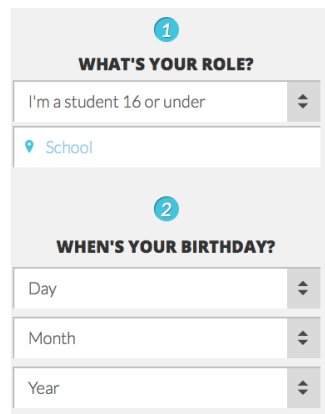 1
WHAT'S YOUR ROLE?
I'm a student 16 or under
School
2
WHEN'S YOUR BIRTHDAY?
Day
Month
Year